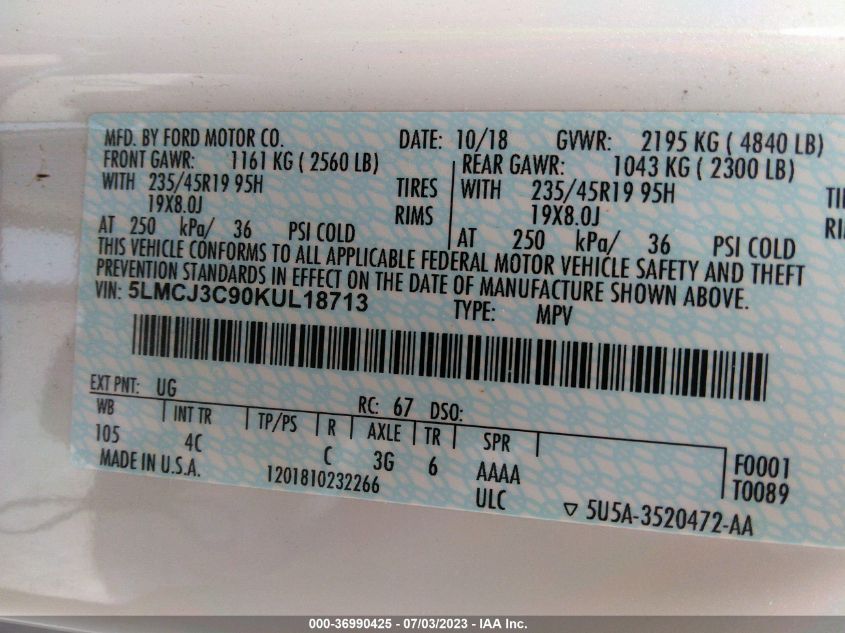 MFD. BY FORD MOTOR CO. DATE: 10/18 GVWR: 2195 KG ( 4840 LB)
FRONT GAWR: 1161 KG ( 2560 LB) REAR GAWR: 1043 KG ( 2300 LB)
WITH 235/45R19 95H TIRES WITH 235/45R19 95H
19X8.0J RIMS 19X8.0J
AT 250 kPa/ 36 PSI COLD AT 250 kPa/ 36 PSI COLD
THIS VEHICLE CONFORMS TO ALL APPLICABLE FEDERAL MOTOR VEHICLE SAFETY AND THEFT
PREVENTION STANDARDS IN EFFECT ON THE DATE OF MANUFACTURE SHOWN ABOVE.
VIN: 5LMCJ3C90KUL18713 TYPE: MPV
EXT PNT: UG RC: 67 DSO:
WB INT TR TP/PS R AXLE TR SPR
105 4C C 3G 6 AAAA F0001
MADE IN U.S.A. 1201810232266 ULC T0089
5U5A-3520472-AA
000-36990425 - 07/03/2023 - IAA Inc.